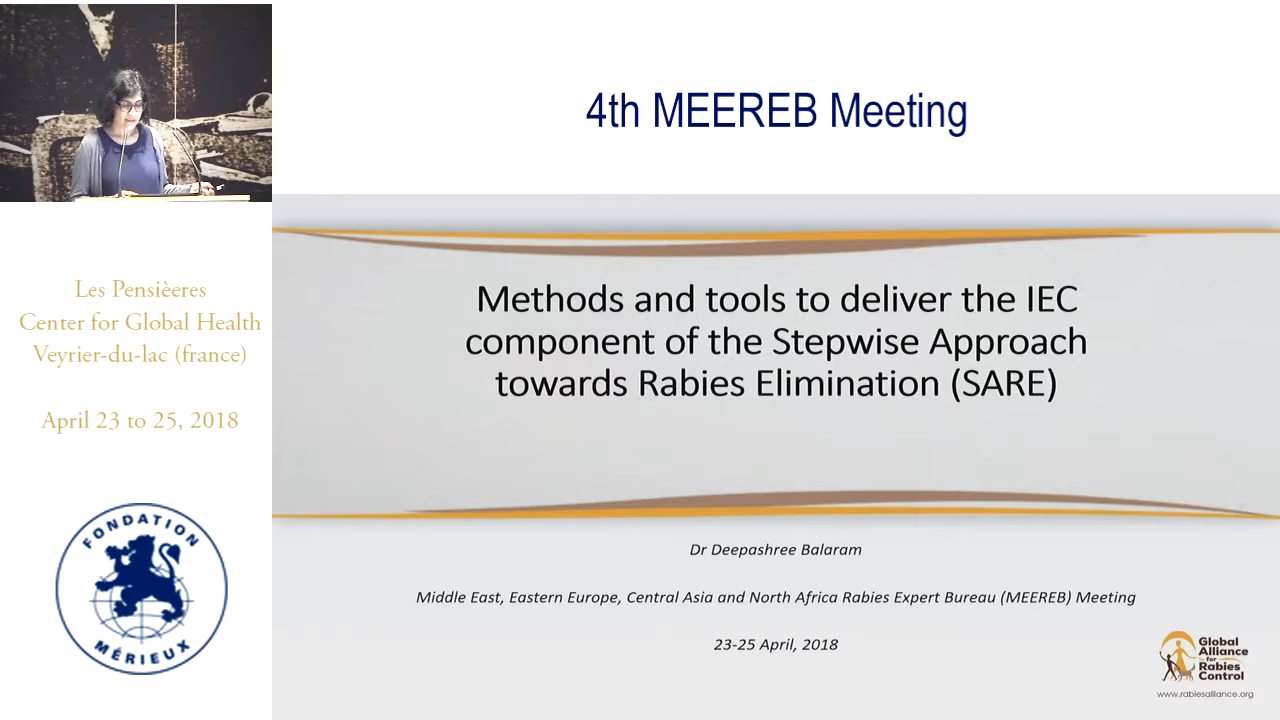 4th MEEREB Meeting
Les Pensièeres
Center for Global Health
Veyrier-du-lac (france)
April 23 to 25, 2018
FONDATION
MÉRIEUX
Methods and tools to deliver the IEC
component of the Stepwise Approach
towards Rabies Elimination (SARE)
Dr Deepashree Balaram
Middle East, Eastern Europe, Central Asia and North Africa Rabies Expert Bureau (MEEREB) Meeting
23-25 April, 2018
Global
Alliance
for
Rabies
Control
www.rabiesalliance.org